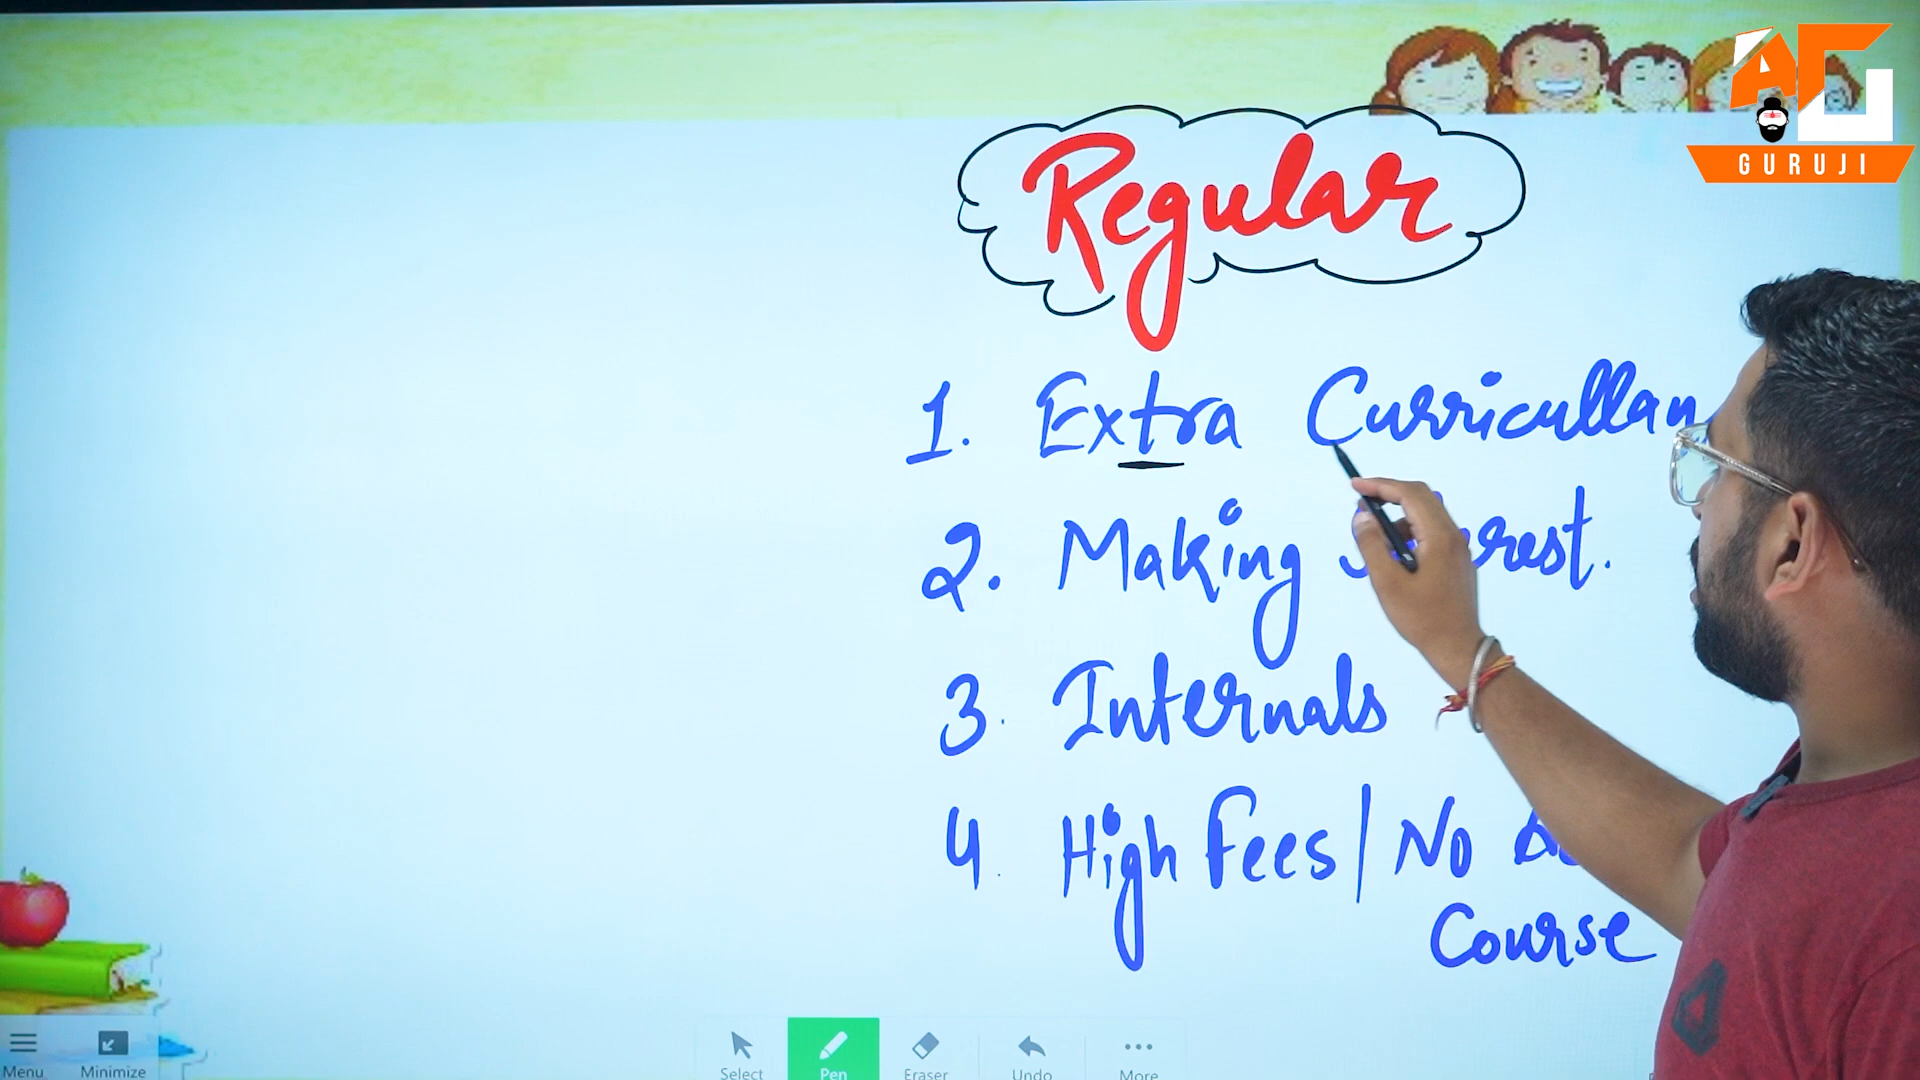 AG
GURUJI
Regular
1. Extra Curricullan
2. Making
3. Internals
4. High Fees / No
Course
Menu
Minimize
Select
Pen
Eraser
Undo
More